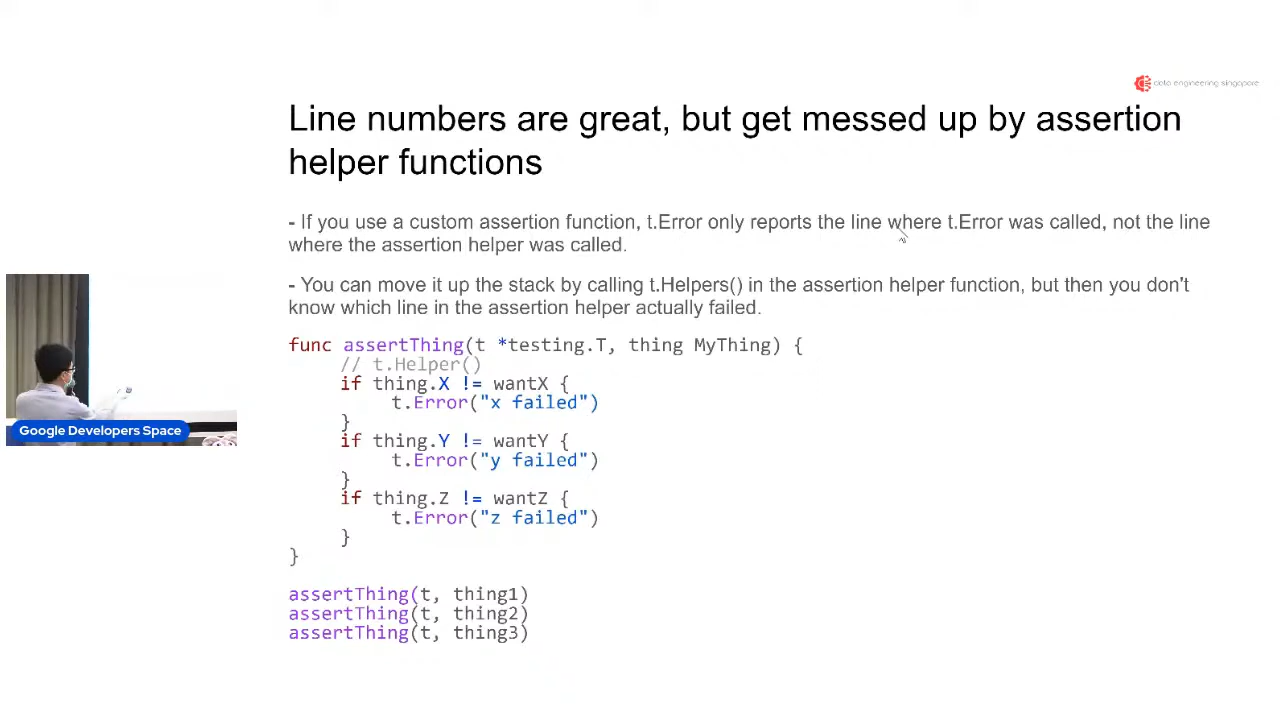 data engineering singapore
Line numbers are great, but get messed up by assertion
helper functions
- If you use a custom assertion function, t.Error only reports the line where t.Error was called, not the line
where the assertion helper was called.
- You can move it up the stack by calling t.Helpers() in the assertion helper function, but then you don't
know which line in the assertion helper actually failed.
func assertThing(t *testing.T, thing MyThing) {
// t.Helper()
if thing.X != wantX {
t.Error("x failed")
}
if thing.Y != wantY {
t.Error("y failed")
}
if thing.Z != wantZ {
t.Error("z failed")
}
}
assertThing(t, thing1)
assertThing(t, thing2)
assertThing(t, thing3)
Google Developers Space